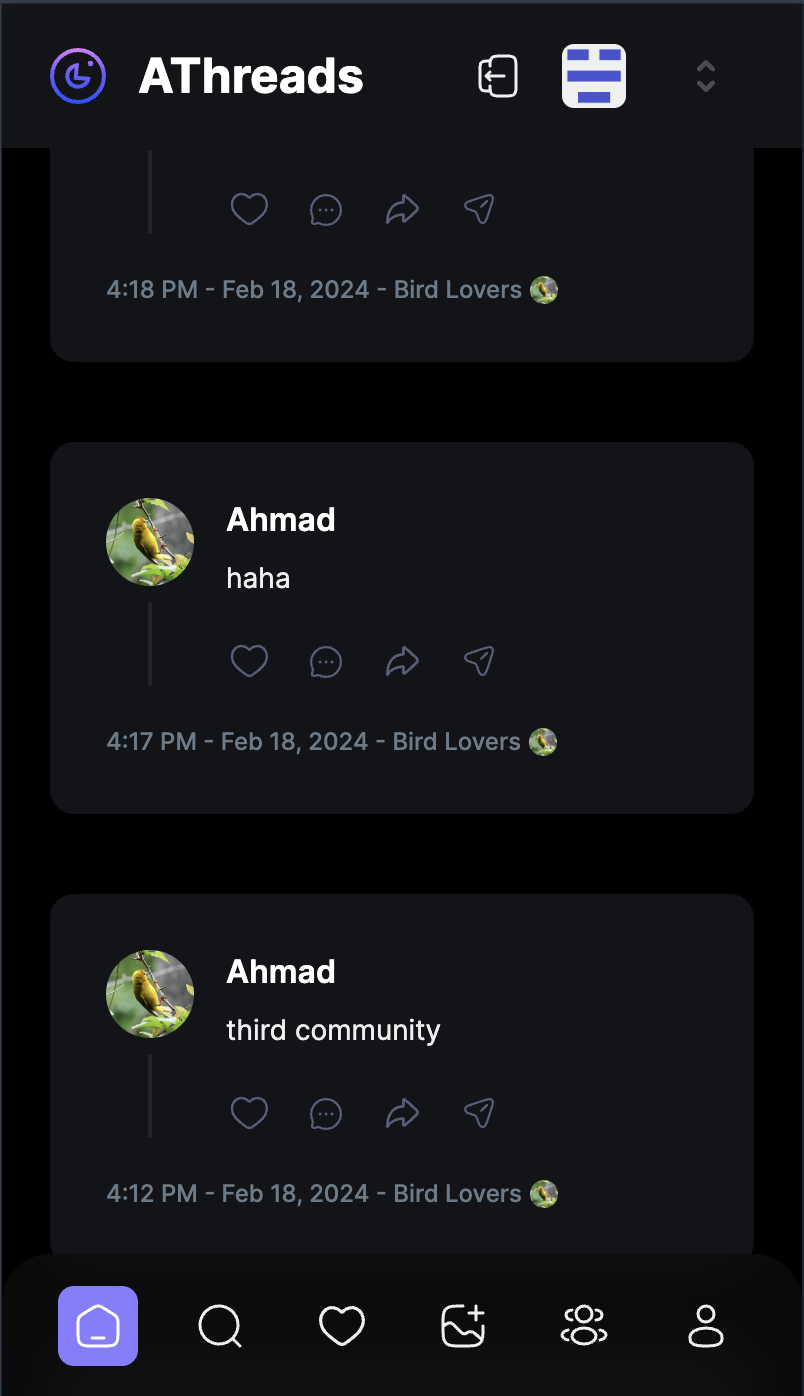 AThreads
4:18 PM - Feb 18, 2024 - Bird Lovers
Ahmad
haha
4:17 PM - Feb 18, 2024 - Bird Lovers
Ahmad
third community
4:12 PM - Feb 18, 2024 - Bird Lovers